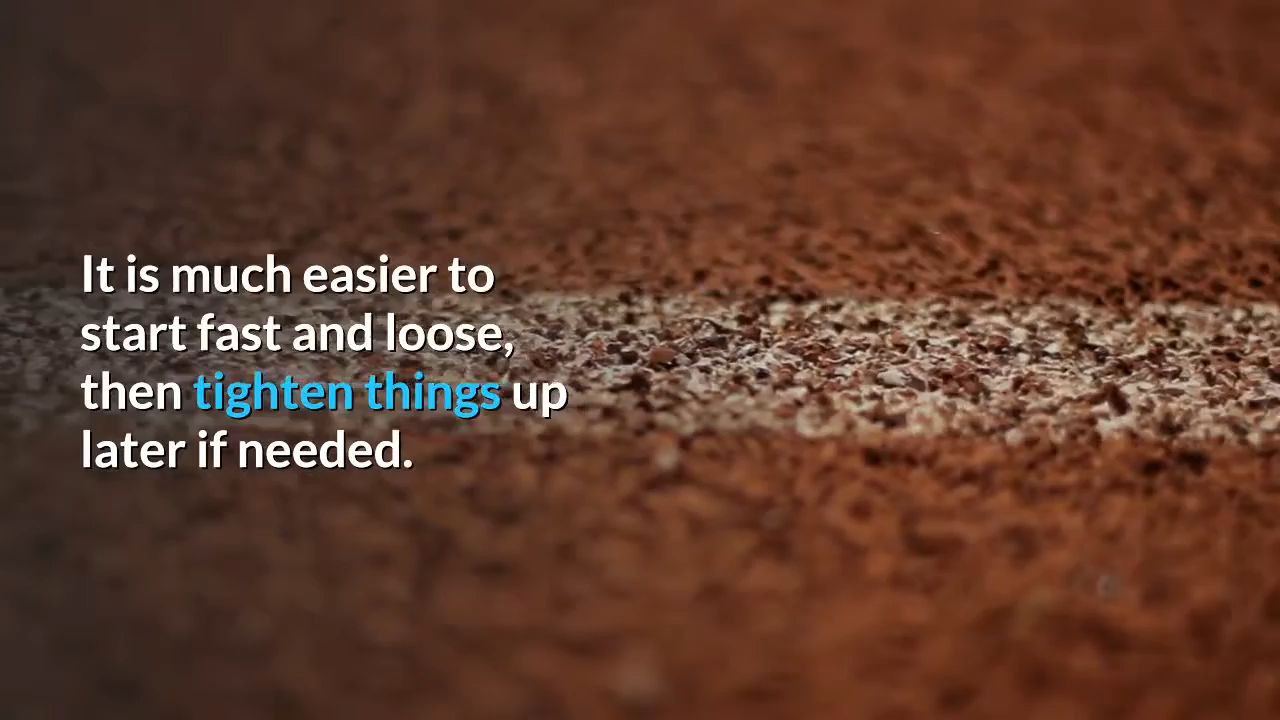 It is much easier to
start fast and loose,
then tighten things up
later if needed.